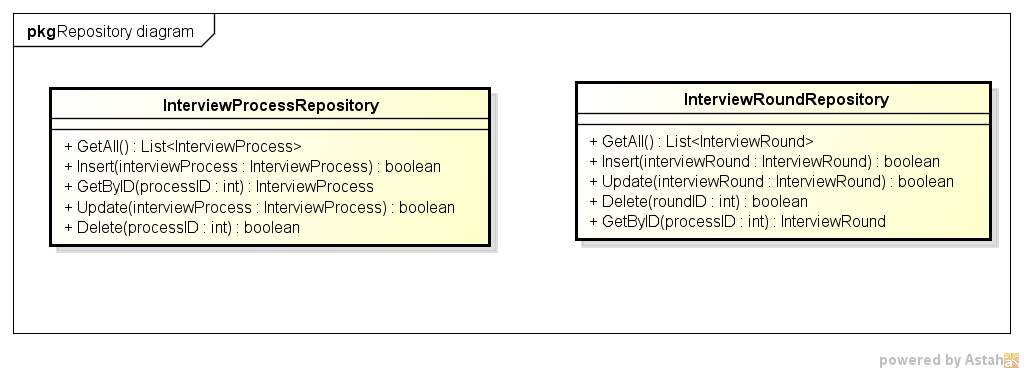 pkg Repository diagram
InterviewProcessRepository
+ GetAll() : List<InterviewProcess>
+ Insert(interviewProcess : InterviewProcess) : boolean
+ GetByID(processID : int) : InterviewProcess
+ Update(interviewProcess : InterviewProcess) : boolean
+ Delete(processID : int) : boolean
InterviewRoundRepository
+ GetAll() : List<InterviewRound>
+ Insert(interviewRound : InterviewRound) : boolean
+ Update(interviewRound : InterviewRound) : boolean
+ Delete(roundID : int) : boolean
+ GetByID(processID : int) : InterviewRound
powered by Astah